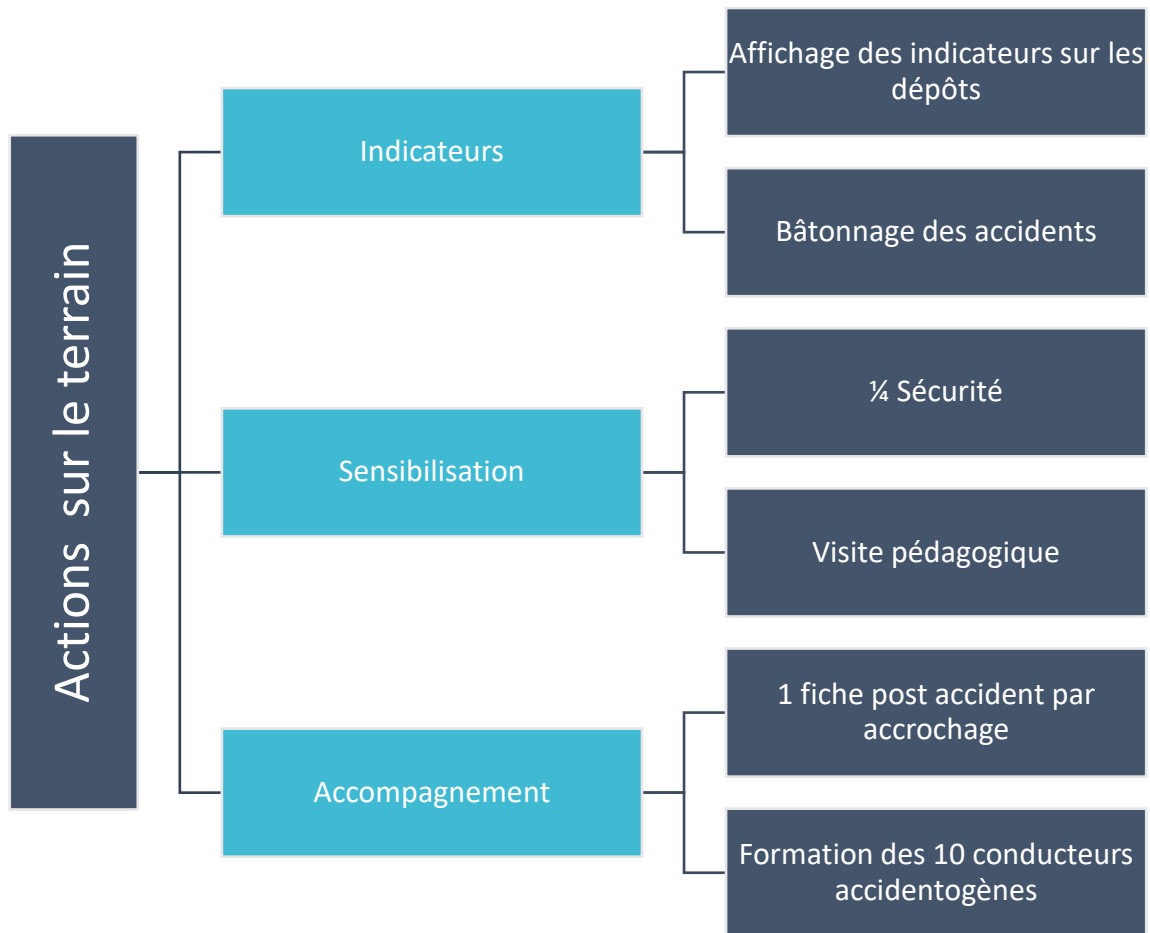 Actions sur le terrain
Indicateurs
Affichage des indicateurs sur les
dépôts
Bâtonnage des accidents
Sensibilisation
¼ Sécurité
Visite pédagogique
Accompagnement
1 fiche post accident par
accrochage
Formation des 10 conducteurs
accidentogènes